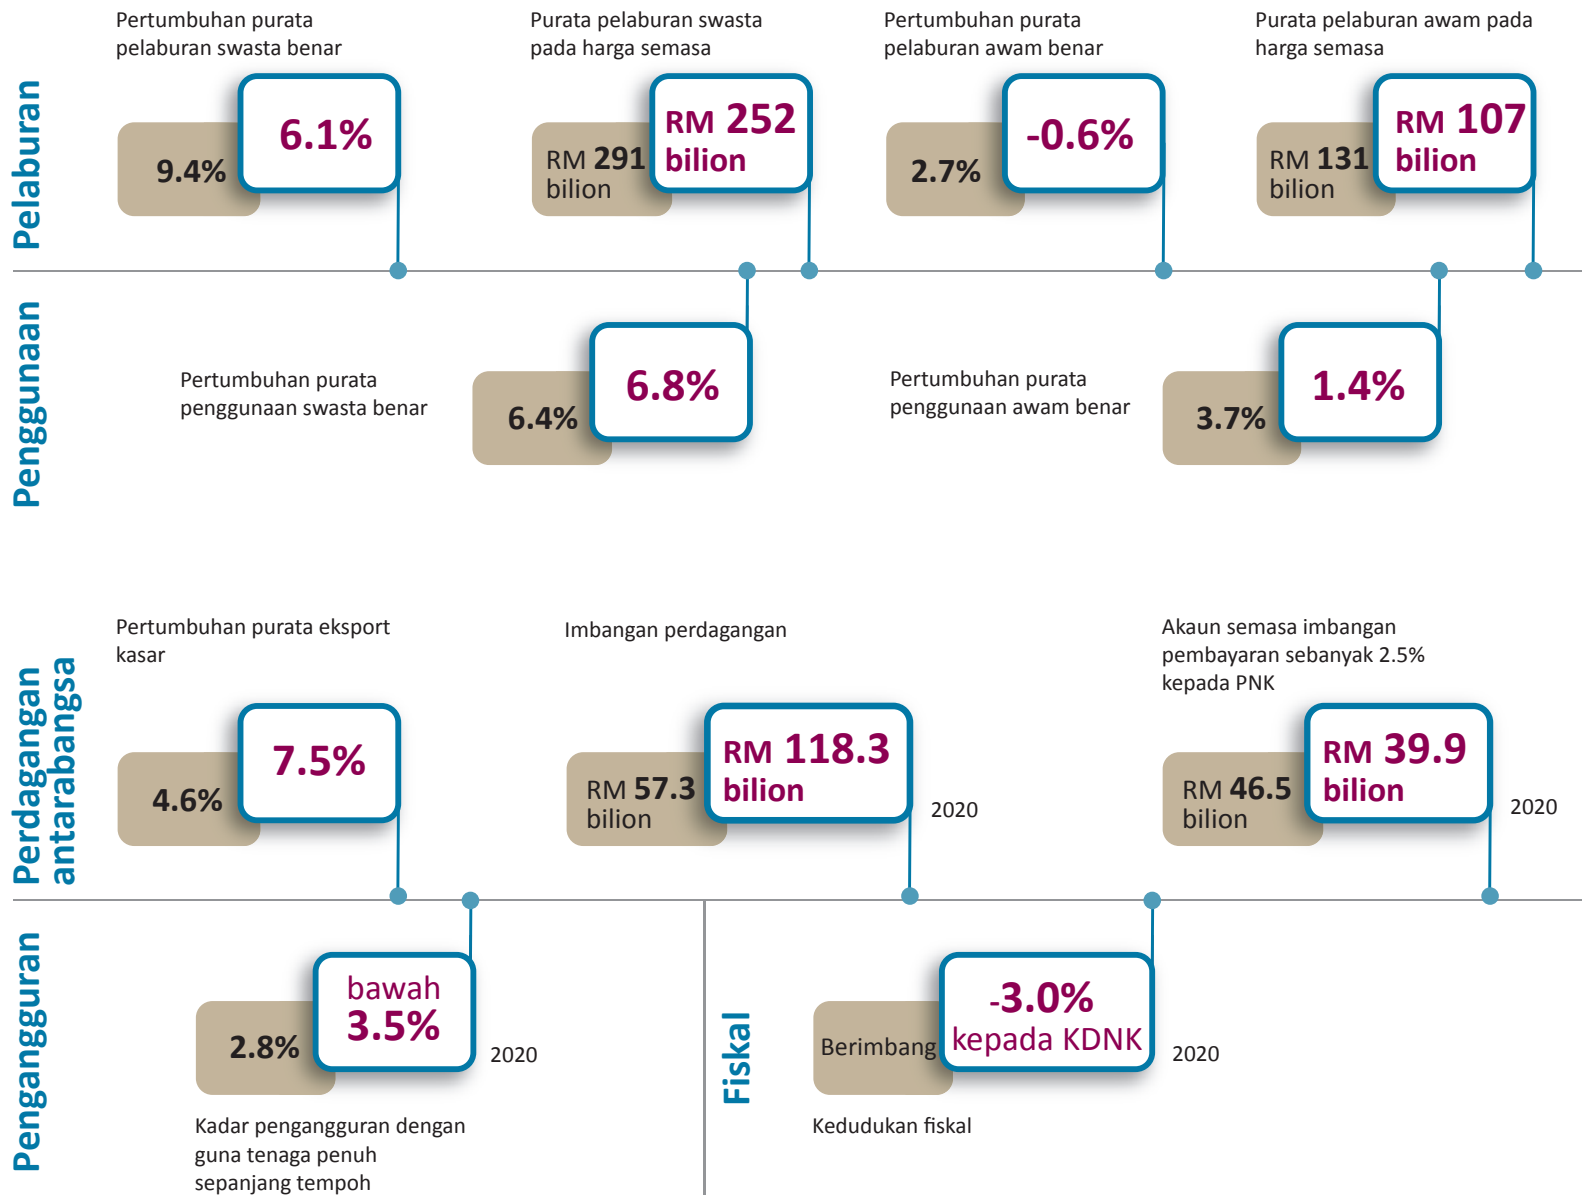 Pelaburan
Pertumbuhan purata
pelaburan swasta benar
9.4%
6.1%
Purata pelaburan swasta
pada harga semasa
RM 291
bilion
RM 252
bilion
Pertumbuhan purata
pelaburan awam benar
2.7%
-0.6%
Purata pelaburan awam pada
harga semasa
RM 131
bilion
RM 107
bilion
Penggunaan
Pertumbuhan purata
penggunaan swasta benar
6.4%
6.8%
Pertumbuhan purata
penggunaan awam benar
3.7%
1.4%
Perdagangan
antarabangsa
Pertumbuhan purata eksport
kasar
4.6%
7.5%
Imbangan perdagangan
RM 57.3
bilion
RM 118.3
bilion
2020
Akaun semasa imbangan
pembayaran sebanyak 2.5%
kepada PNK
RM 46.5
bilion
RM 39.9
bilion
2020
Pengangguran
2.8%
bawah
3.5%
2020
Kadar pengangguran dengan
guna tenaga penuh
sepanjang tempoh
Fiskal
Berimbang
-3.0%
kepada KDNK
2020
Kedudukan fiskal